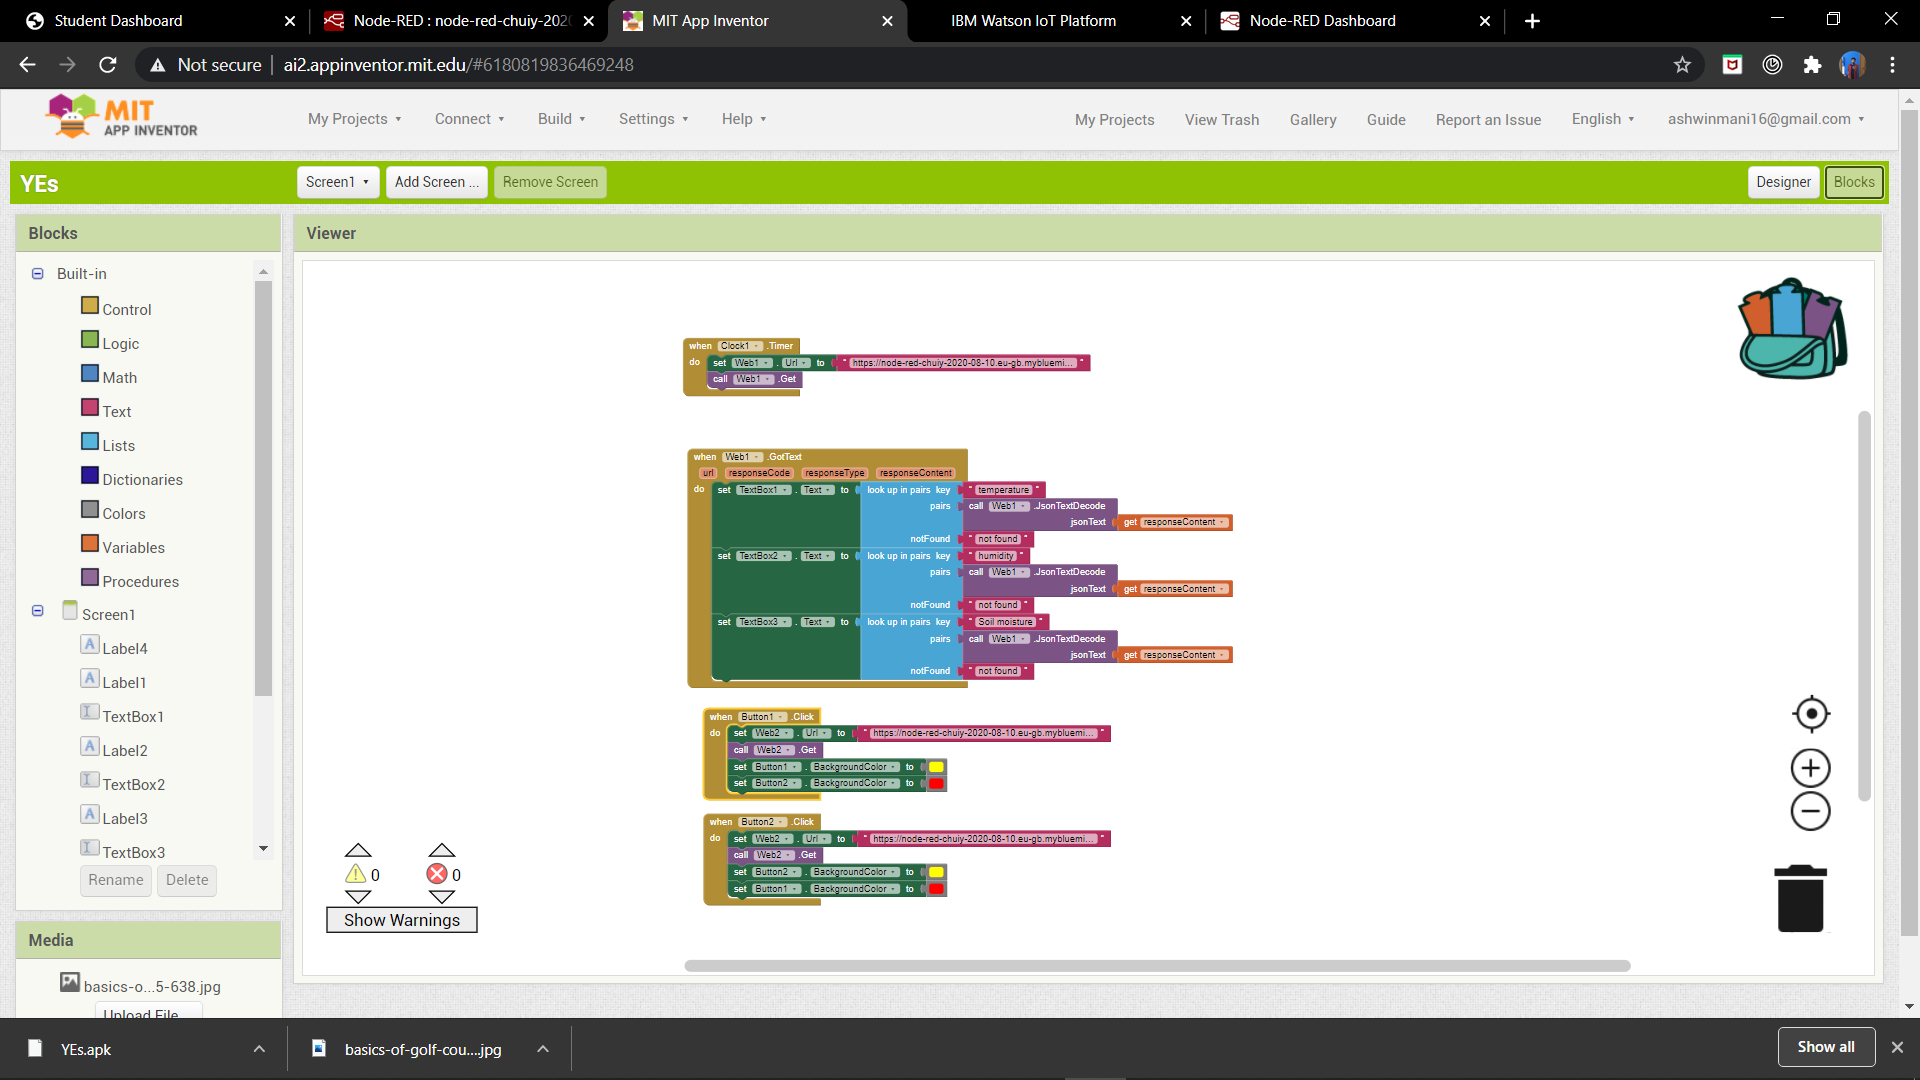 Student Dashboard
Node-RED : node-red-chuiy-202
MIT App Inventor
IBM Watson IoT Platform
Node-RED Dashboard
Not secure
ai2.appinventor.mit.edu/#6180819836469248
MIT
APP INVENTOR
My Projects
Connect
Build
Settings
Help
My Projects
View Trash
Gallery
Guide
Report an Issue
English
ashwinmani16@gmail.com
YEs
Screen1
Add Screen ...
Remove Screen
Designer
Blocks
Blocks
Viewer
Built-in
Control
Logic
Math
Text
Lists
Dictionaries
Colors
Variables
Procedures
Screen1
Label4
Label1
TextBox1
Label2
TextBox2
Label3
TextBox3
Rename
Delete
Media
basics-o...5-638.jpg
Upload File
when Clock1 .Timer
do set Web1 . Url to " https://node-red-chuiy-2020-08-10.eu-gb.mybluemi... "
call Web1 .Get
when Web1 .GotText
url responseCode responseType responseContent
do set TextBox1 . Text to look up in pairs key " temperature "
pairs call Web1 .JsonTextDecode
jsonText get responseContent
notFound " not found "
set TextBox2 . Text to look up in pairs key " humidity "
pairs call Web1 .JsonTextDecode
jsonText get responseContent
notFound " not found "
set TextBox3 . Text to look up in pairs key " Soil moisture "
pairs call Web1 .JsonTextDecode
jsonText get responseContent
notFound " not found "
when Button1 .Click
do set Web2 . Url to " https://node-red-chuiy-2020-08-10.eu-gb.mybluemi... "
call Web2 .Get
set Button1 . BackgroundColor to
set Button2 . BackgroundColor to
when Button2 .Click
do set Web2 . Url to " https://node-red-chuiy-2020-08-10.eu-gb.mybluemi... "
call Web2 .Get
set Button2 . BackgroundColor to
set Button1 . BackgroundColor to
0
0
Show Warnings
YEs.apk
basics-of-golf-cou....jpg
Show all